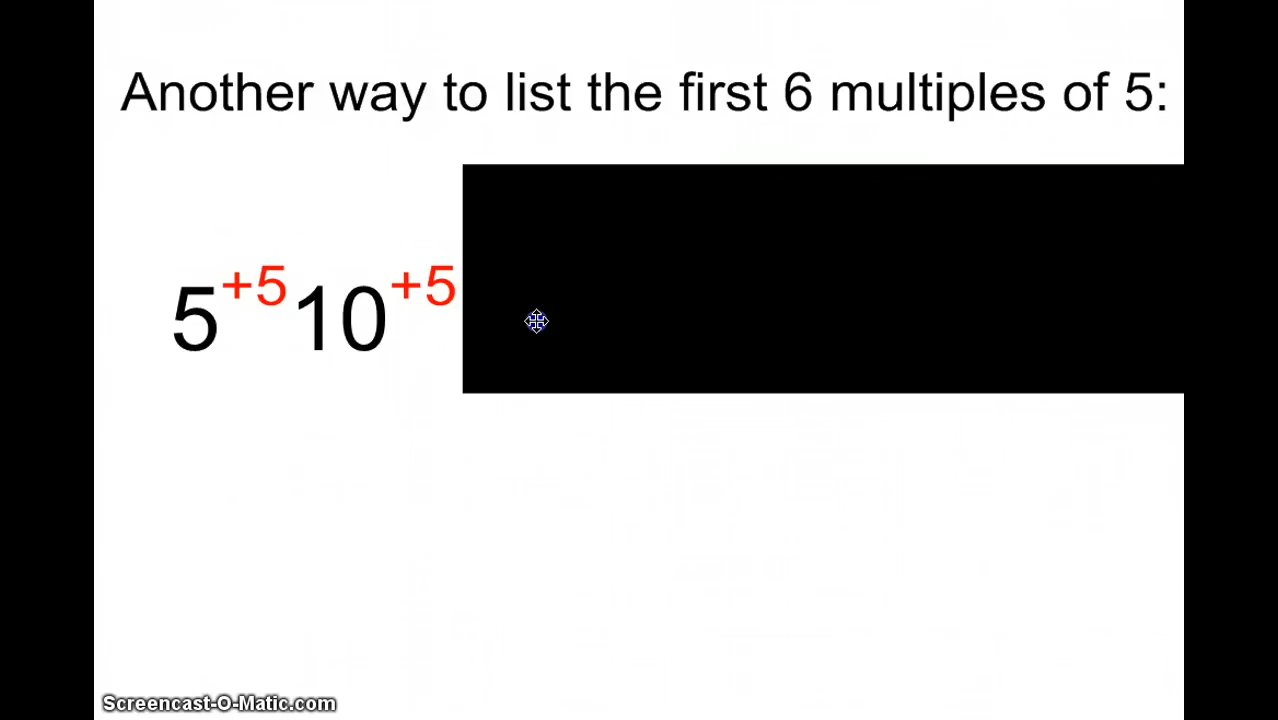 Another way to list the first 6 multiples of 5:
5 +5 10 +5
Screencast-O-Matic.com